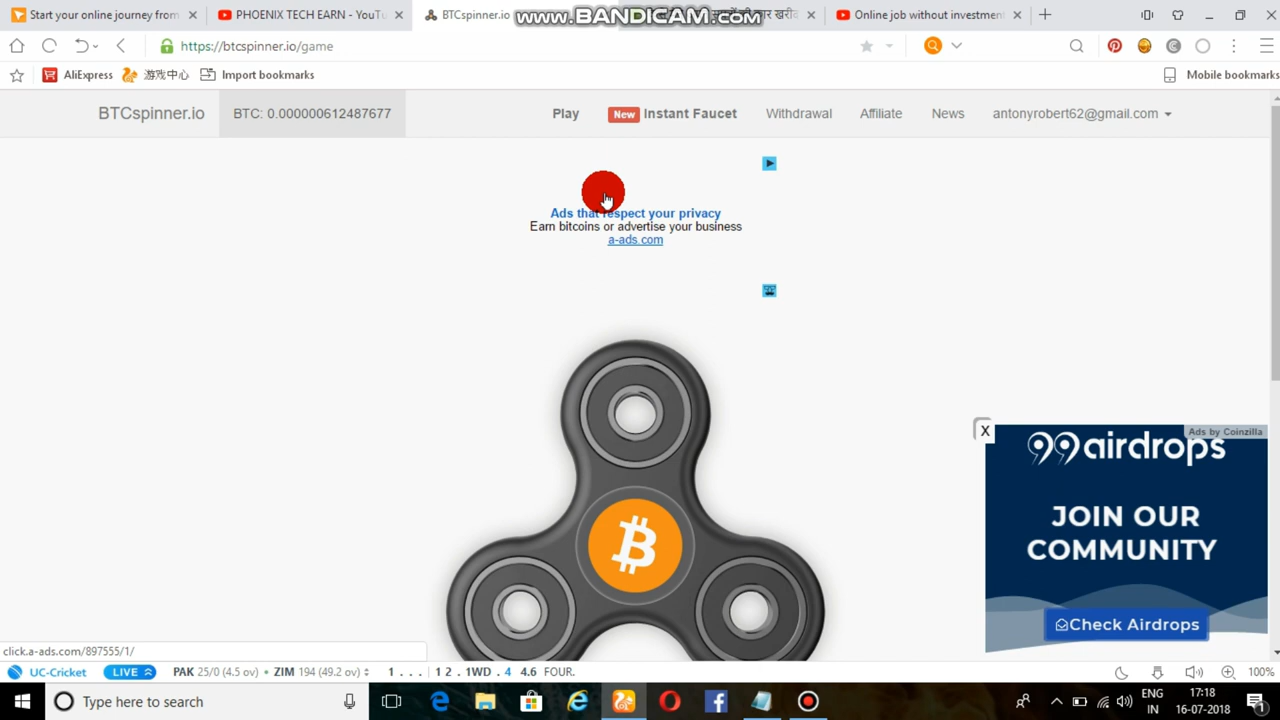 Start your online journey from
PHOENIX TECH EARN - YouTu
BTCspinner.io
www.BANDICAM.com
Online job without investment
https://btcspinner.io/game
AliExpress
游戏中心
Import bookmarks
Mobile bookmarks
BTCspinner.io
BTC: 0.000000612487677
Play
New Instant Faucet
Withdrawal
Affiliate
News
antonyrobert62@gmail.com
Ads that respect your privacy
Earn bitcoins or advertise your business
a-ads.com
X
Ads by Coinzilla
99airdrops
JOIN OUR
COMMUNITY
Check Airdrops
click.a-ads.com/897555/1/
UC-Cricket
LIVE
PAK 25/0 (4.5 ov) • ZIM 194 (49.2 ov)
1 . . . | 1 2 . 1WD . 4 4.6 FOUR.
100%
Type here to search
ENG
IN
17:18
16-07-2018
1